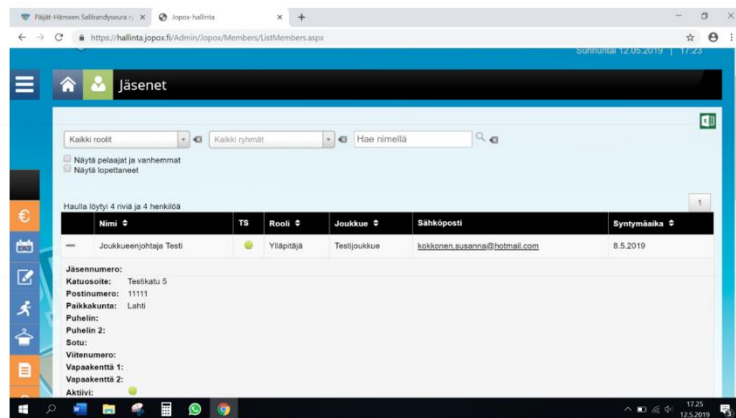 Päijät-Hämeen Salibandyseura ry
Jopox-hallinta
https://hallinta.jopox.fi/Admin/Jopox/Members/ListMembers.aspx
Sunnuntai 12.05.2019 | 17:23
Jäsenet
Kaikki roolit
Kaikki ryhmät
Hae nimellä
Näytä pelaajat ja vanhemmat
Näytä lopettaneet
Haulla löytyi 4 riviä ja 4 henkilöä
1
Nimi TS Rooli Joukkue Sähköposti Syntymäaika
Joukkueenjohtaja Testi Ylläpitäjä Testijoukkue kokkonen.susanna@hotmail.com 8.5.2019
Jäsennumero:
Katuosoite: Testikatu 5
Postinumero: 11111
Paikkakunta: Lahti
Puhelin:
Puhelin 2:
Sotu:
Viitenumero:
Vapaakenttä 1:
Vapaakenttä 2:
Aktiivi:
17.25
12.5.2019